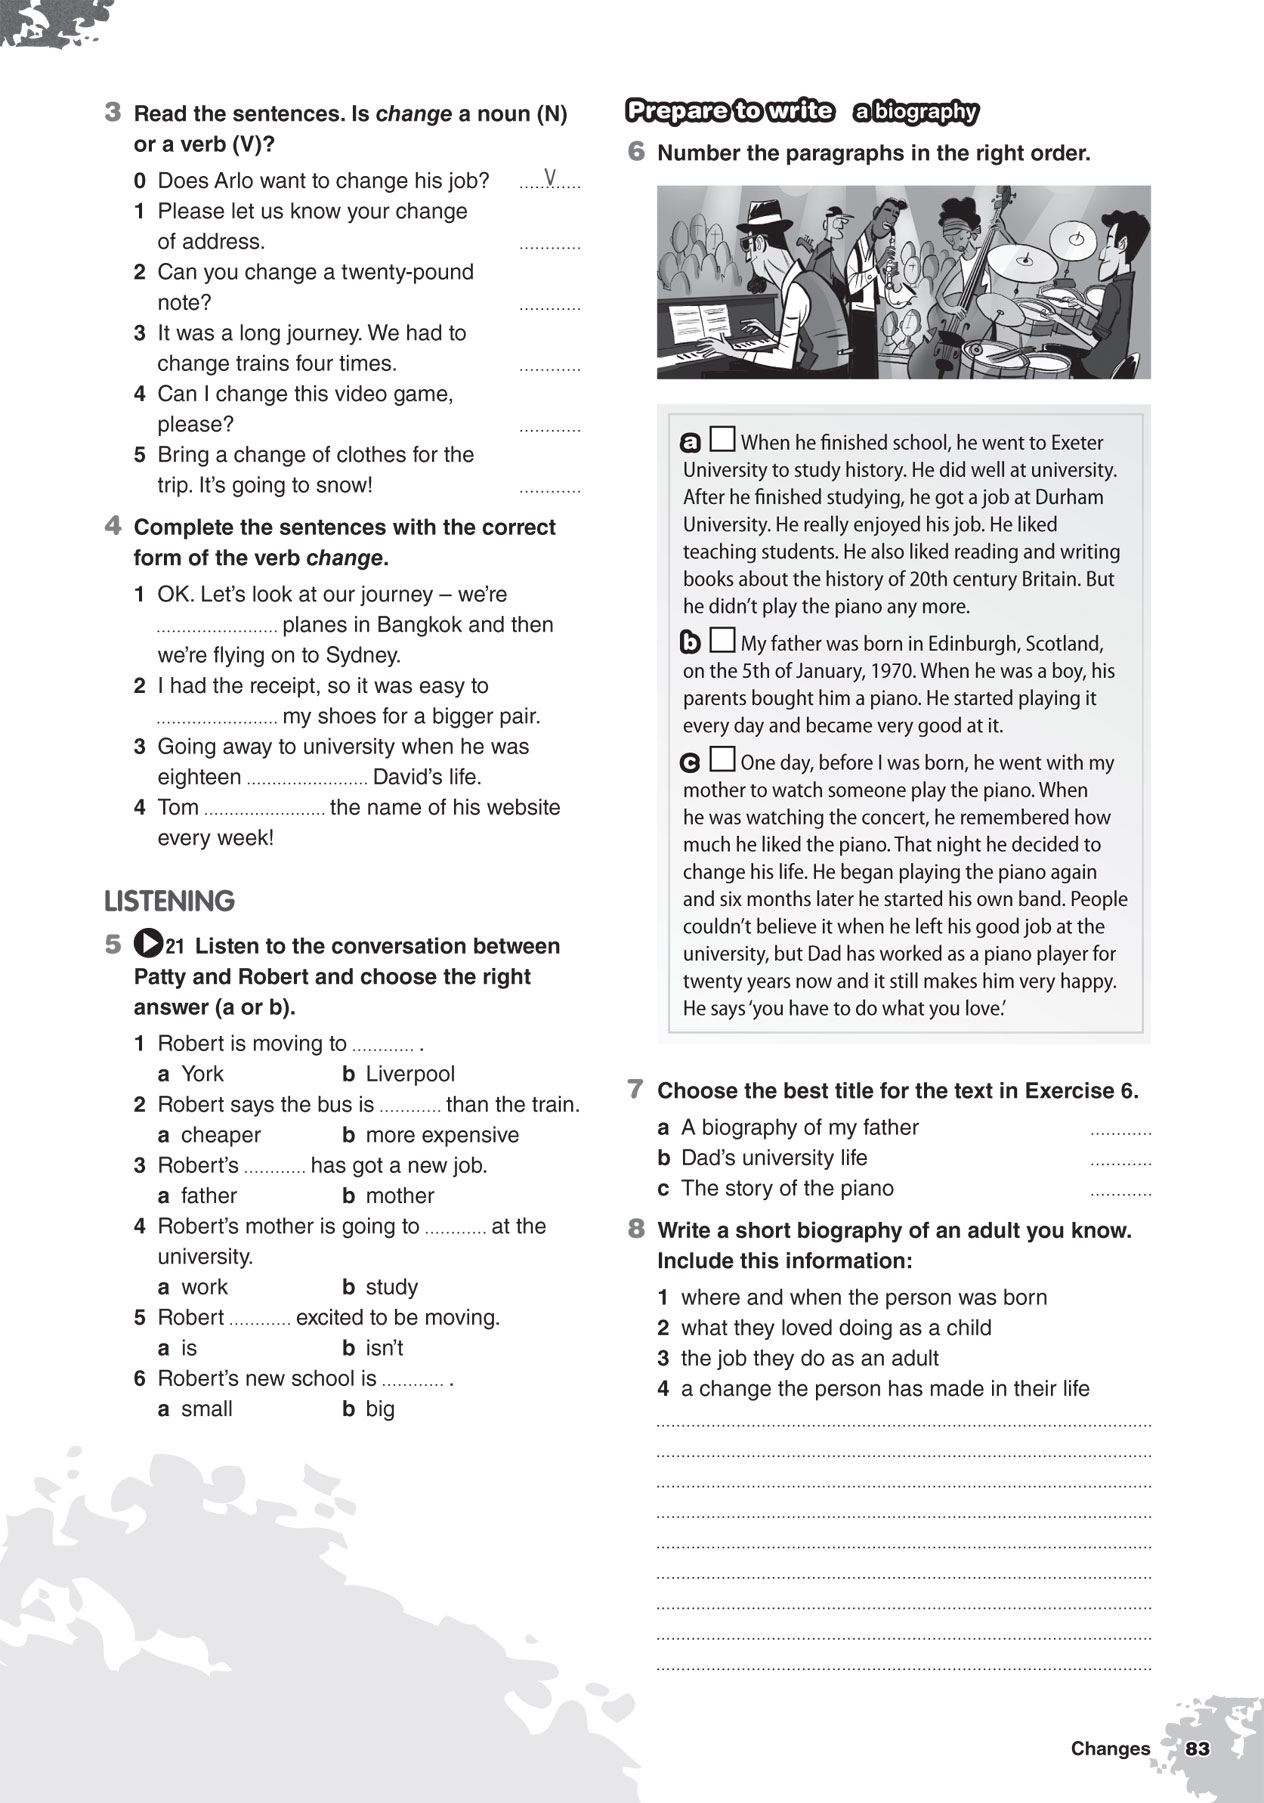 3 Read the sentences. Is change a noun (N)
or a verb (V)?
0 Does Arlo want to change his job? ......V......
1 Please let us know your change
of address. ............
2 Can you change a twenty-pound
note? ............
3 It was a long journey. We had to
change trains four times. ............
4 Can I change this video game,
please? ............
5 Bring a change of clothes for the
trip. It's going to snow! ............
4 Complete the sentences with the correct
form of the verb change.
1 OK. Let's look at our journey – we're
........................ planes in Bangkok and then
we're flying on to Sydney.
2 I had the receipt, so it was easy to
........................ my shoes for a bigger pair.
3 Going away to university when he was
eighteen ........................ David's life.
4 Tom ........................ the name of his website
every week!
LISTENING
5 21 Listen to the conversation between
Patty and Robert and choose the right
answer (a or b).
1 Robert is moving to ............ .
a York b Liverpool
2 Robert says the bus is ............ than the train.
a cheaper b more expensive
3 Robert's ............ has got a new job.
a father b mother
4 Robert's mother is going to ............ at the
university.
a work b study
5 Robert ............ excited to be moving.
a is b isn't
6 Robert's new school is ............ .
a small b big
Prepare to write a biography
6 Number the paragraphs in the right order.
a When he finished school, he went to Exeter
University to study history. He did well at university.
After he finished studying, he got a job at Durham
University. He really enjoyed his job. He liked
teaching students. He also liked reading and writing
books about the history of 20th century Britain. But
he didn't play the piano any more.
b My father was born in Edinburgh, Scotland,
on the 5th of January, 1970. When he was a boy, his
parents bought him a piano. He started playing it
every day and became very good at it.
c One day, before I was born, he went with my
mother to watch someone play the piano. When
he was watching the concert, he remembered how
much he liked the piano. That night he decided to
change his life. He began playing the piano again
and six months later he started his own band. People
couldn't believe it when he left his good job at the
university, but Dad has worked as a piano player for
twenty years now and it still makes him very happy.
He says 'you have to do what you love.'
7 Choose the best title for the text in Exercise 6.
a A biography of my father ............
b Dad's university life ............
c The story of the piano ............
8 Write a short biography of an adult you know.
Include this information:
1 where and when the person was born
2 what they loved doing as a child
3 the job they do as an adult
4 a change the person has made in their life
Changes 83